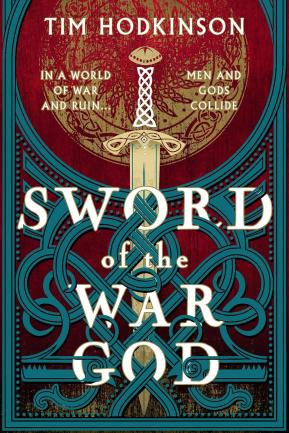 TIM HODKINSON
IN A WORLD
OF WAR
AND RUIN...
MEN AND
GODS
COLLIDE
SWORD
of the
WAR
GOD